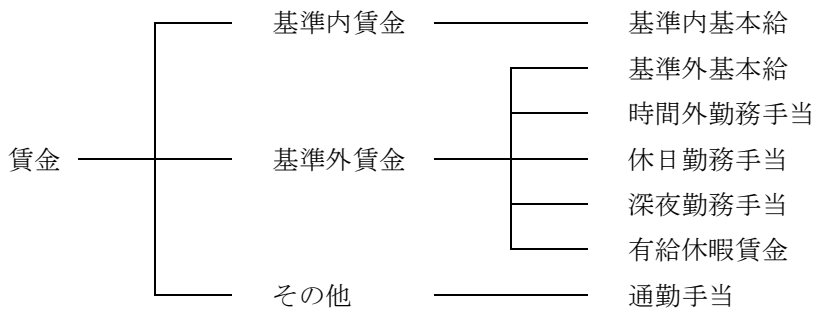 基準内賃金 基準内基本給
基準外基本給
時間外勤務手当
賃金 基準外賃金 休日勤務手当
深夜勤務手当
有給休暇賃金
その他 通勤手当